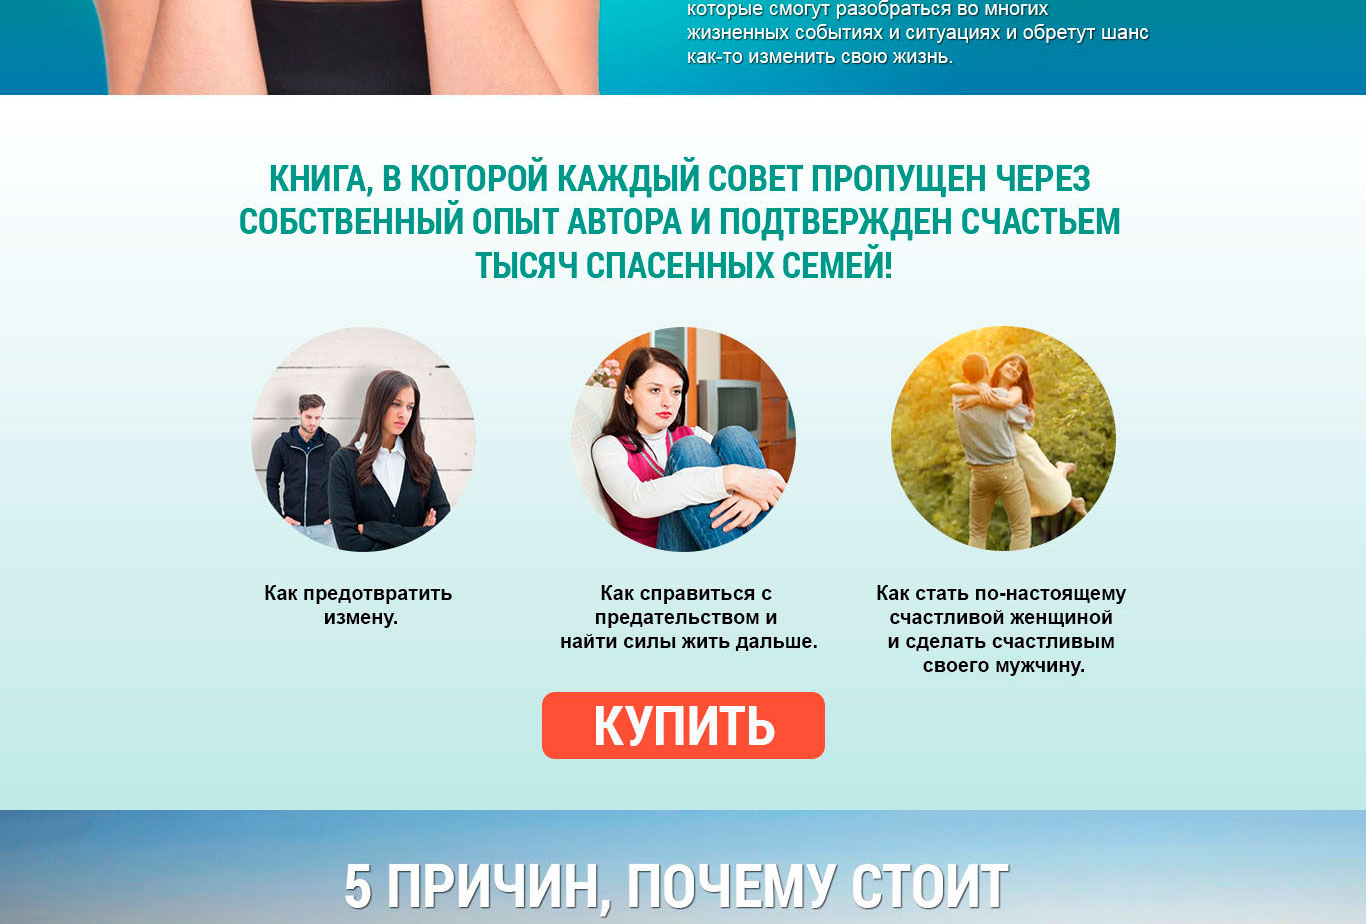 которые смогут разобраться во многих
жизненных событиях и ситуациях и обретут шанс
как-то изменить свою жизнь.
КНИГА, В КОТОРОЙ КАЖДЫЙ СОВЕТ ПРОПУЩЕН ЧЕРЕЗ
СОБСТВЕННЫЙ ОПЫТ АВТОРА И ПОДТВЕРЖДЕН СЧАСТЬЕМ
ТЫСЯЧ СПАСЕННЫХ СЕМЕЙ!
Как предотвратить
измену.
Как справиться с
предательством и
найти силы жить дальше.
Как стать по-настоящему
счастливой женщиной
и сделать счастливым
своего мужчину.
КУПИТЬ
5 ПРИЧИН, ПОЧЕМУ СТОИТ